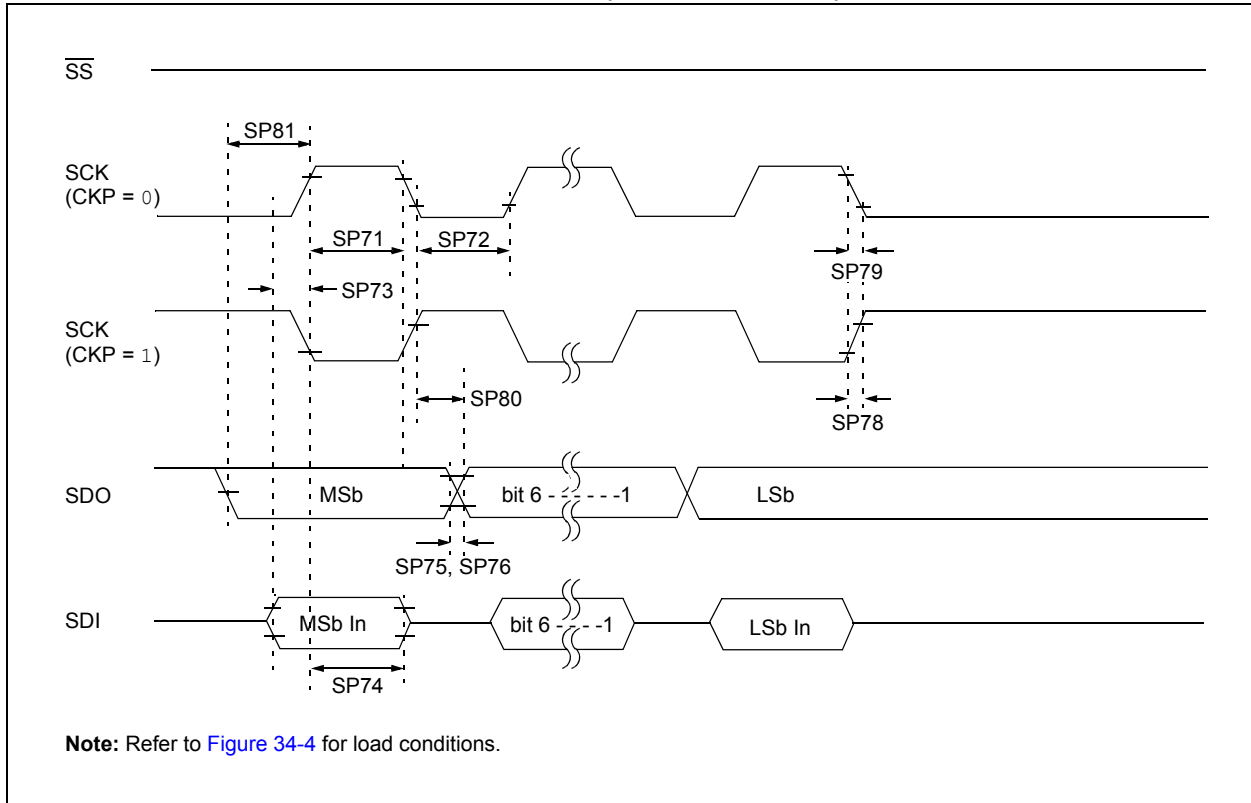 SS
SP81
SCK
(CKP = 0)
SP71
SP72
SP79
SP73
SCK
(CKP = 1)
SP80
SP78
SDO
MSb
bit 6 - - - - - -1
LSb
SP75, SP76
SDI
MSb In
bit 6 - - - -1
LSb In
SP74
Note: Refer to Figure 34-4 for load conditions.